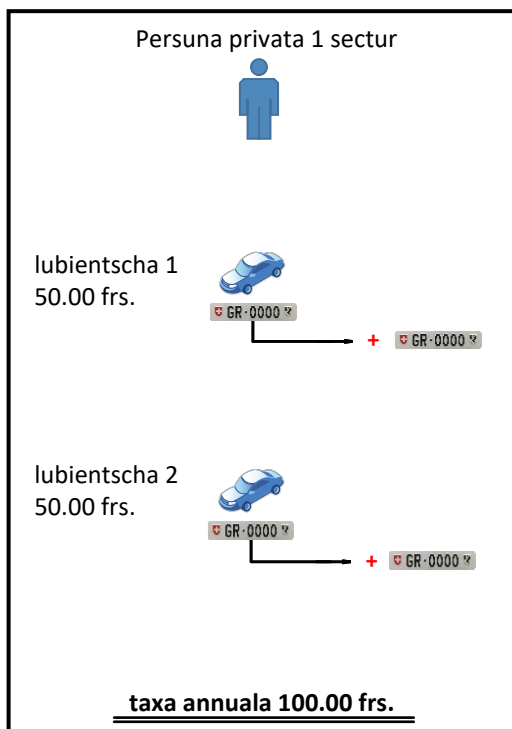 Persuna privata 1 sectur
lubientscha 1
50.00 frs.
GR·0000
+ GR·0000
lubientscha 2
50.00 frs.
GR·0000
+ GR·0000
taxa annuala 100.00 frs.